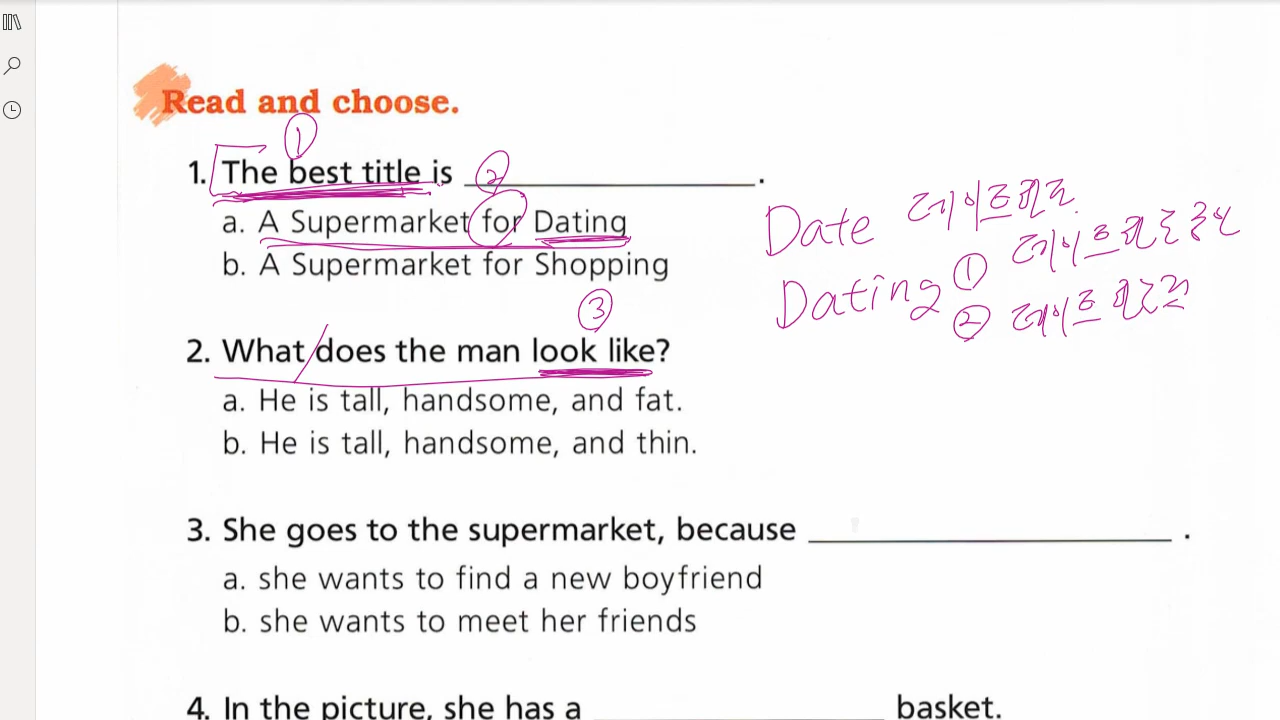 Read and choose.
①
1. The best title is ② .
a. A Supermarket for Dating
b. A Supermarket for Shopping
Date 데이트하다
Dating ① 데이트하는 중인
② 데이트하는 것
③
2. What does the man look like?
a. He is tall, handsome, and fat.
b. He is tall, handsome, and thin.
3. She goes to the supermarket, because .
a. she wants to find a new boyfriend
b. she wants to meet her friends
4. In the picture, she has a basket.